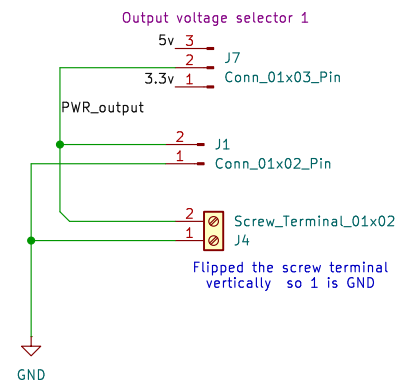 Output voltage selector 1
5v 3
2 J7
3.3v 1 Conn_01x03_Pin
PWR_output
2 J1
1 Conn_01x02_Pin
2 Screw_Terminal_01x02
1 J4
Flipped the screw terminal
vertically so 1 is GND
GND